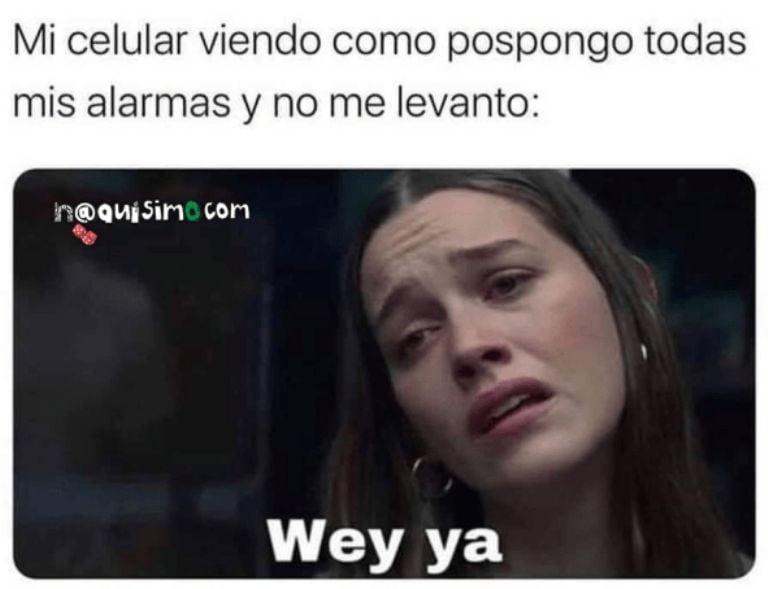 Mi celular viendo como pospongo todas
mis alarmas y no me levanto:
n@quisimo.com
Wey ya